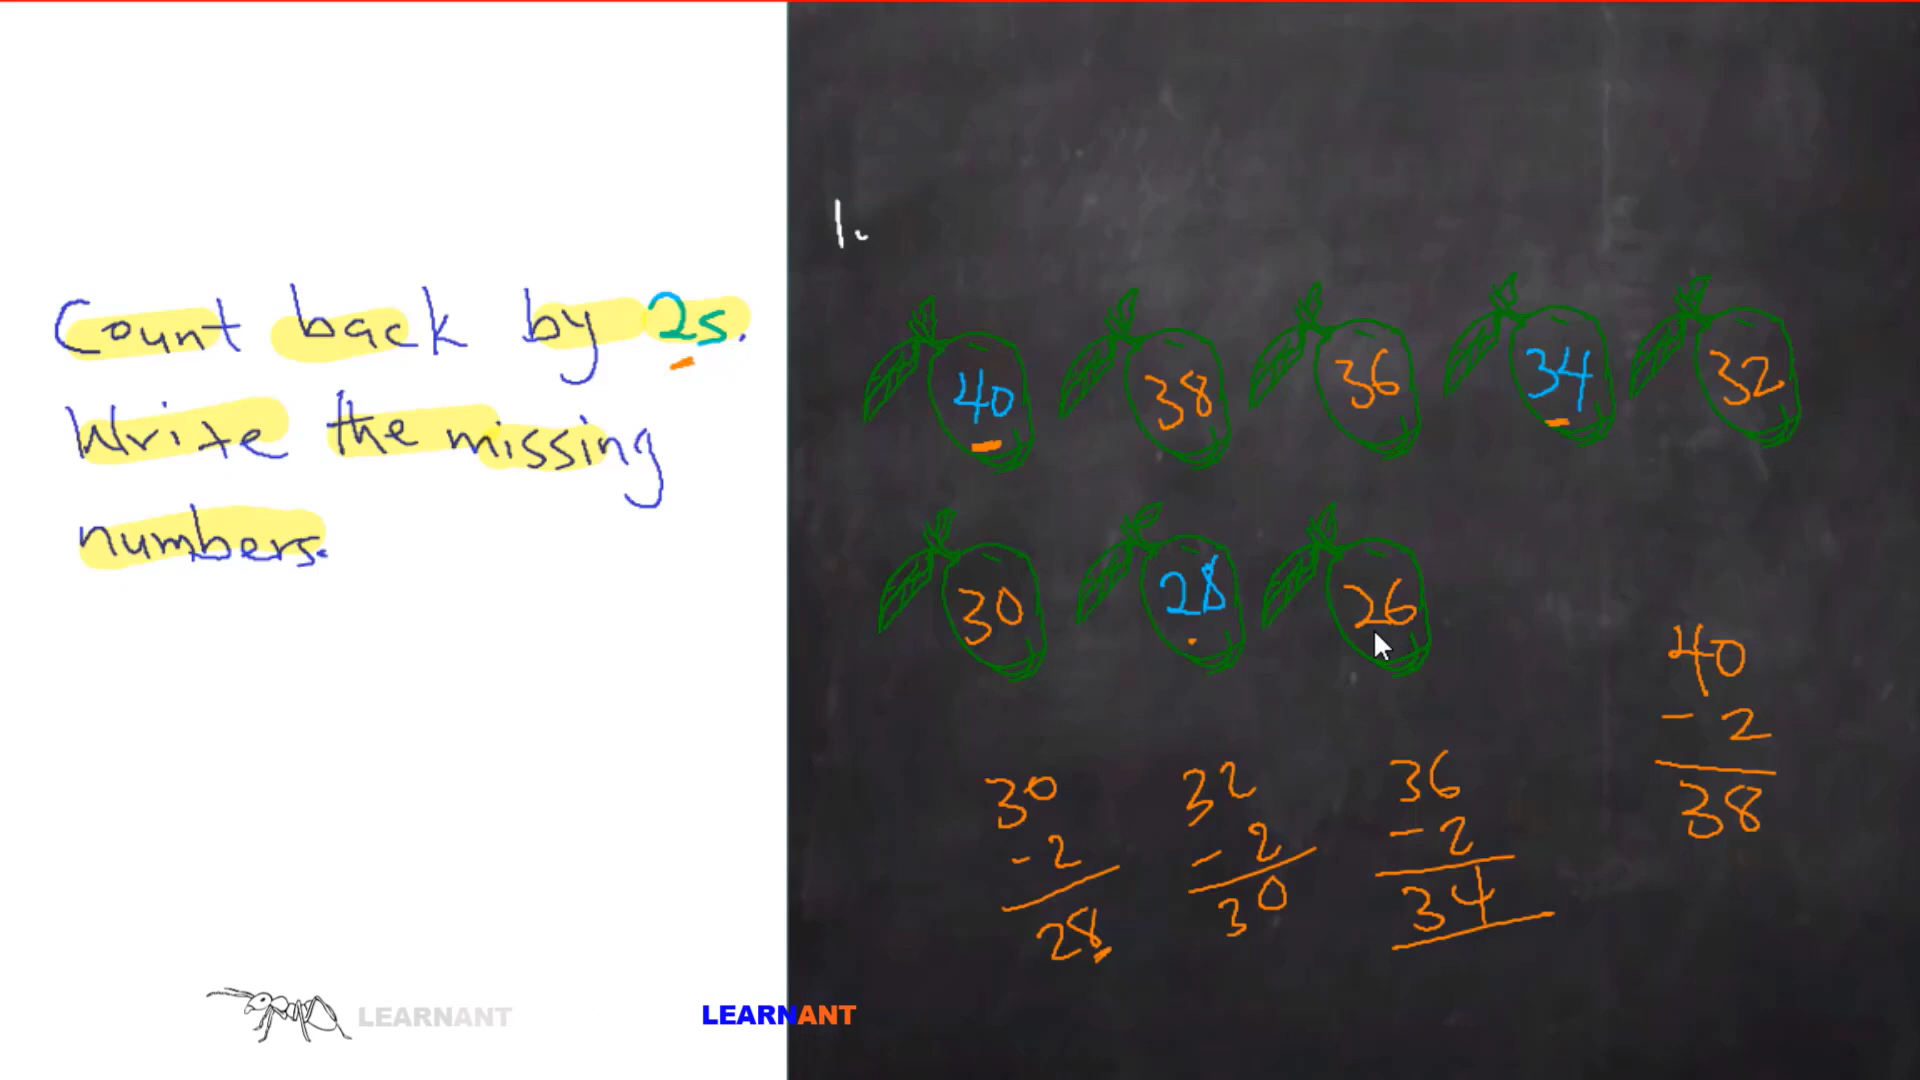 Count back by 2s.
Write the missing
numbers.
1.
40 38 36 34 32
30 28 26
40
- 2
38
30
- 2
28
32
- 2
30
36
- 2
34
LEARNANT
LEARNANT